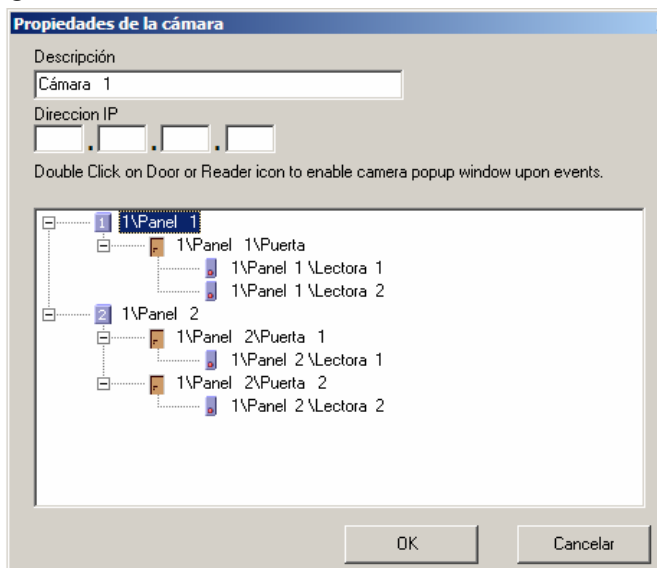 Propiedades de la cámara
Descripción
Cámara 1
Direccion IP
. . .
Double Click on Door or Reader icon to enable camera popup window upon events.
1 1\Panel 1
1\Panel 1\Puerta
1\Panel 1\Lectora 1
1\Panel 1\Lectora 2
2 1\Panel 2
1\Panel 2\Puerta 1
1\Panel 2\Lectora 1
1\Panel 2\Puerta 2
1\Panel 2\Lectora 2
OK Cancelar